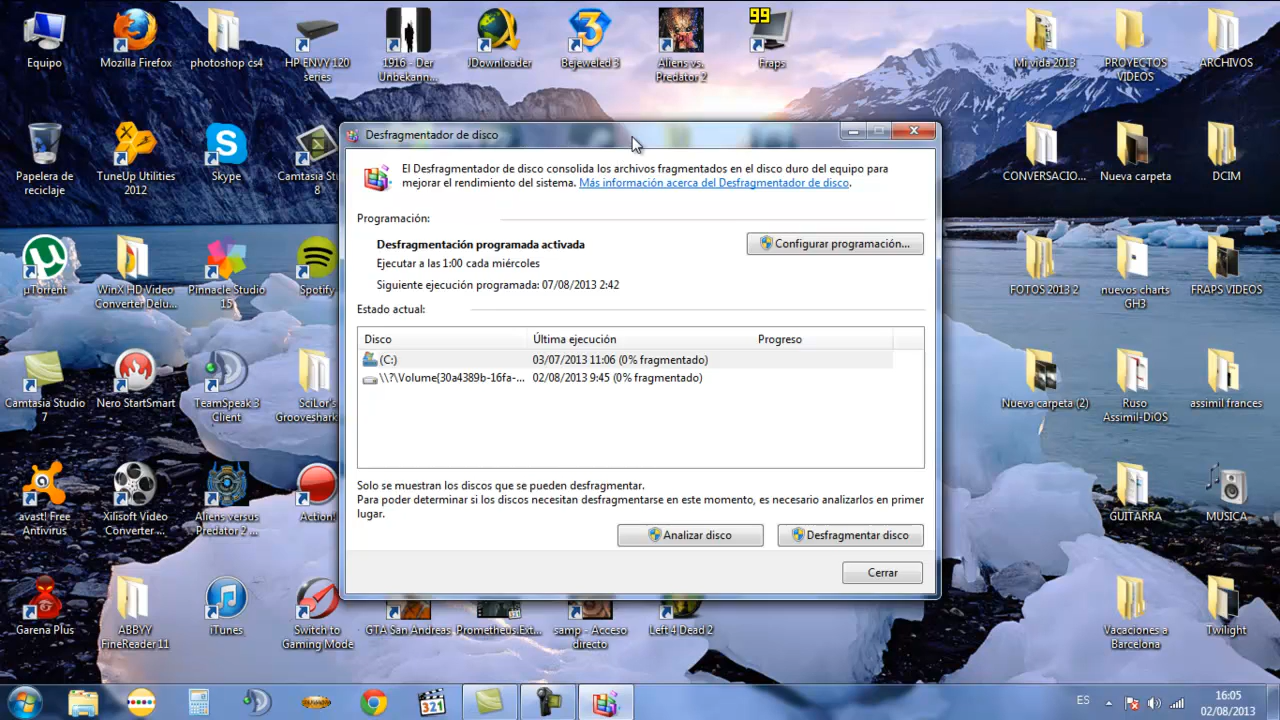 Equipo
Mozilla Firefox
photoshop cs4
HP ENVY 120
series
1916 - Der
Unbekann...
JDownloader
Bejeweled 3
Aliens vs.
Predator 2
99
Fraps
Mi vida 2013
PROYECTOS
VIDEOS
ARCHIVOS
Papelera de
reciclaje
TuneUp Utilities
2012
Skype
Camtasia Studio
8
CONVERSACIO...
Nueva carpeta
DCIM
µTorrent
WinX HD Video
Converter Delu...
Pinnacle Studio
15
Spotify
FOTOS 2013 2
nuevos charts
GH3
FRAPS VIDEOS
Camtasia Studio
7
Nero StartSmart
TeamSpeak 3
Client
SciLor's
Grooveshark
Nueva carpeta (2)
Ruso
Assimil-DiOS
assimil frances
avast! Free
Antivirus
Xilisoft Video
Converter ...
Aliens versus
Predator 2 ...
Action!
GUITARRA
MUSICA
Garena Plus
ABBYY
FineReader 11
iTunes
Switch to
Gaming Mode
GTA San Andreas
Prometheus.Ext...
samp - Acceso
directo
Left 4 Dead 2
Vacaciones a
Barcelona
Twilight
Desfragmentador de disco
El Desfragmentador de disco consolida los archivos fragmentados en el disco duro del equipo para
mejorar el rendimiento del sistema. Más información acerca del Desfragmentador de disco.
Programación:
Desfragmentación programada activada
Configurar programación...
Ejecutar a las 1:00 cada miércoles
Siguiente ejecución programada: 07/08/2013 2:42
Estado actual:
Disco Última ejecución Progreso
(C:) 03/07/2013 11:06 (0% fragmentado)
\\?\Volume{30a4389b-16fa-... 02/08/2013 9:45 (0% fragmentado)
Solo se muestran los discos que se pueden desfragmentar.
Para poder determinar si los discos necesitan desfragmentarse en este momento, es necesario analizarlos en primer
lugar.
Analizar disco
Desfragmentar disco
Cerrar
321
ES
16:05
02/08/2013